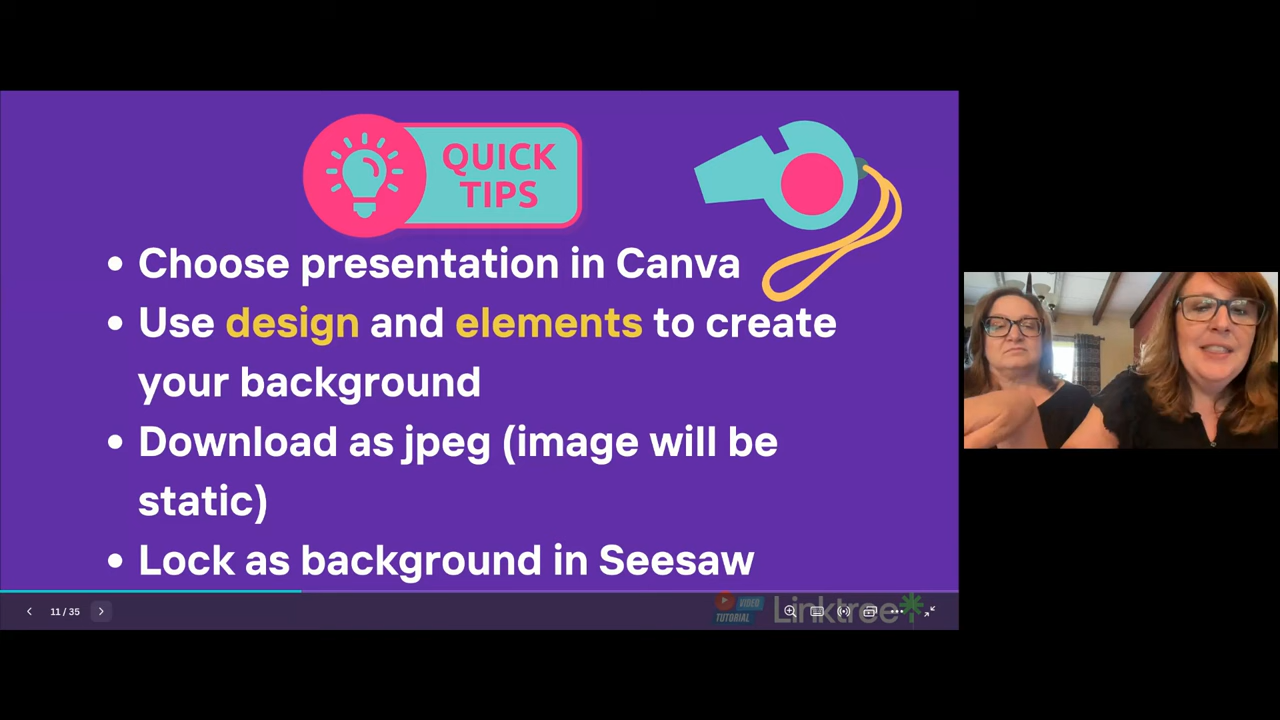 QUICK
TIPS
• Choose presentation in Canva
• Use design and elements to create
your background
• Download as jpeg (image will be
static)
• Lock as background in Seesaw
11 / 35
VIDEO
TUTORIAL
Linktree